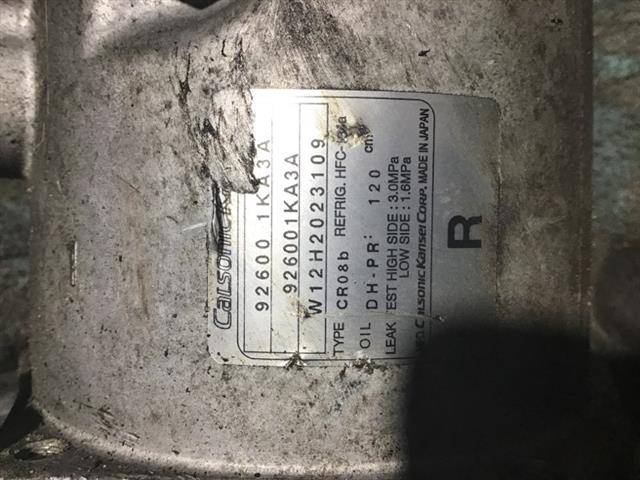 Calsonic
92600 1KA3A
926001KA3A
W12H2023109
TYPE CR08b REFRIG. HFC-134a
OIL DH-PR: 120 cm³
LEAK EST HIGH SIDE : 3.0MPa
LOW SIDE : 1.6MPa
CALSONIC KANSEI CORP. MADE IN JAPAN
R